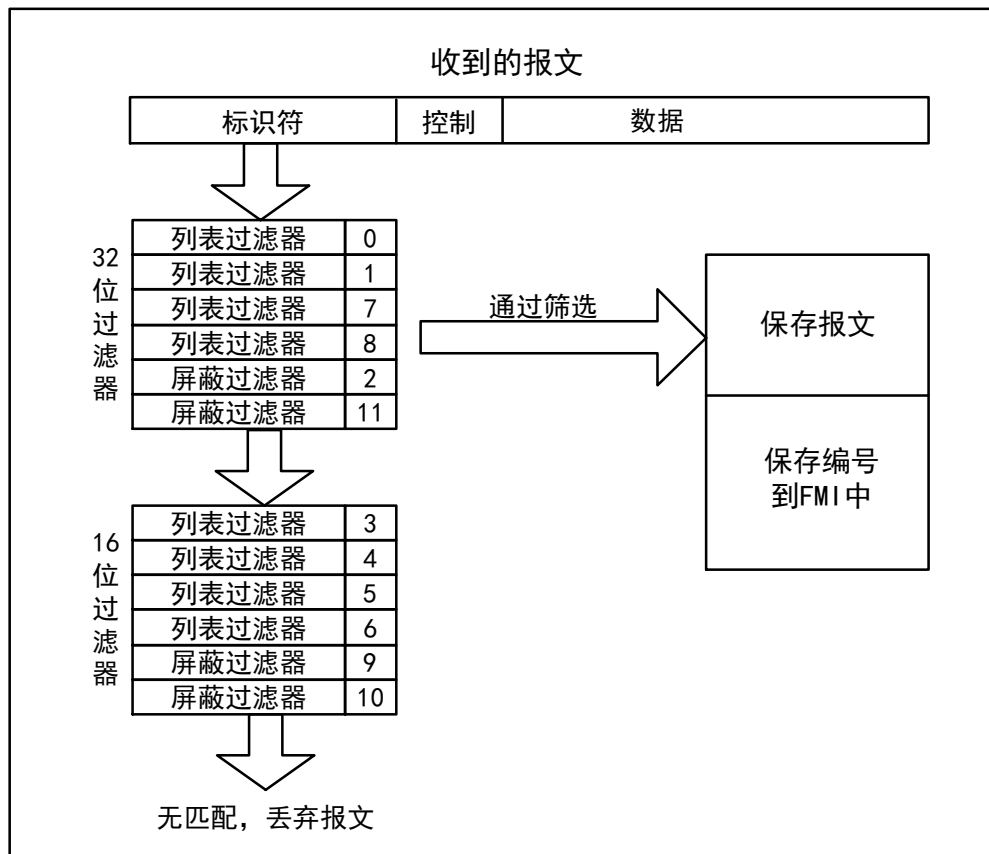 收到的报文
标识符 控制 数据
32位过滤器
列表过滤器 0
列表过滤器 1
列表过滤器 7
列表过滤器 8
屏蔽过滤器 2
屏蔽过滤器 11
通过筛选
保存报文
保存编号
到FMI中
16位过滤器
列表过滤器 3
列表过滤器 4
列表过滤器 5
列表过滤器 6
屏蔽过滤器 9
屏蔽过滤器 10
无匹配，丢弃报文